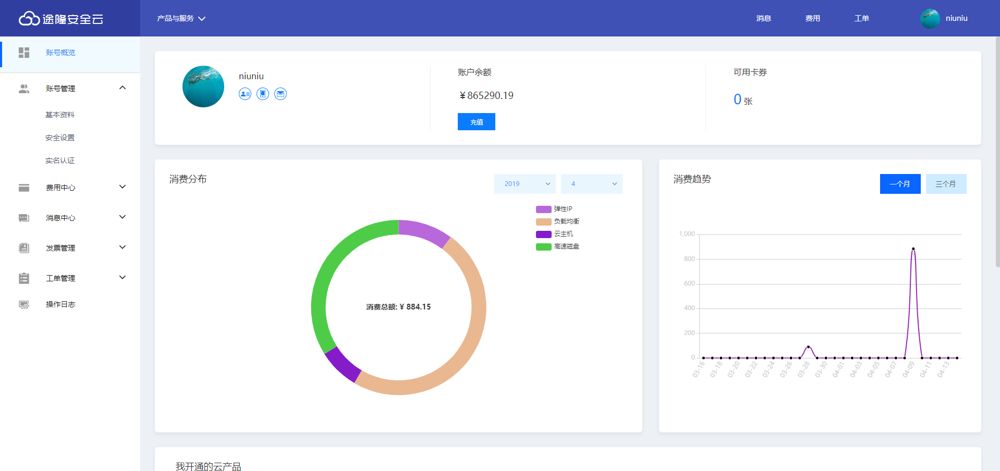 途隆安全云
产品与服务
消息
费用
工单
niuniu
账号概览
账号管理
基本资料
安全设置
实名认证
费用中心
消息中心
发票管理
工单管理
操作日志
niuniu
账户余额
￥865290.19
充值
可用卡券
0 张
消费分布
2019
4
弹性IP
负载均衡
云主机
高速磁盘
消费总额: ¥ 884.15
消费趋势
一个月
三个月
1,000
800
600
400
200
0
03-16
03-18
03-20
03-22
03-24
03-26
03-28
03-30
04-01
04-03
04-05
04-07
04-09
04-11
04-13
我开通的云产品